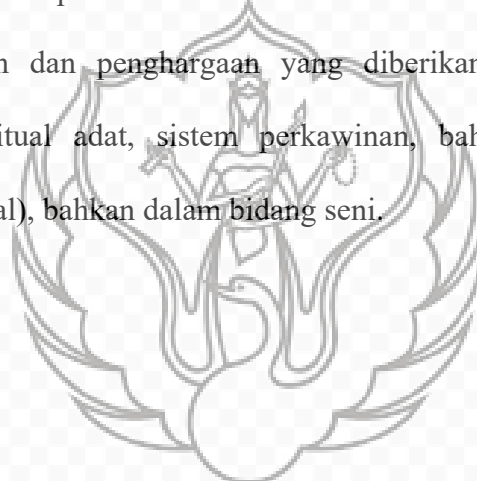 dan penghargaan yang diberikan
itual adat, sistem perkawinan, bah
al), bahkan dalam bidang seni.